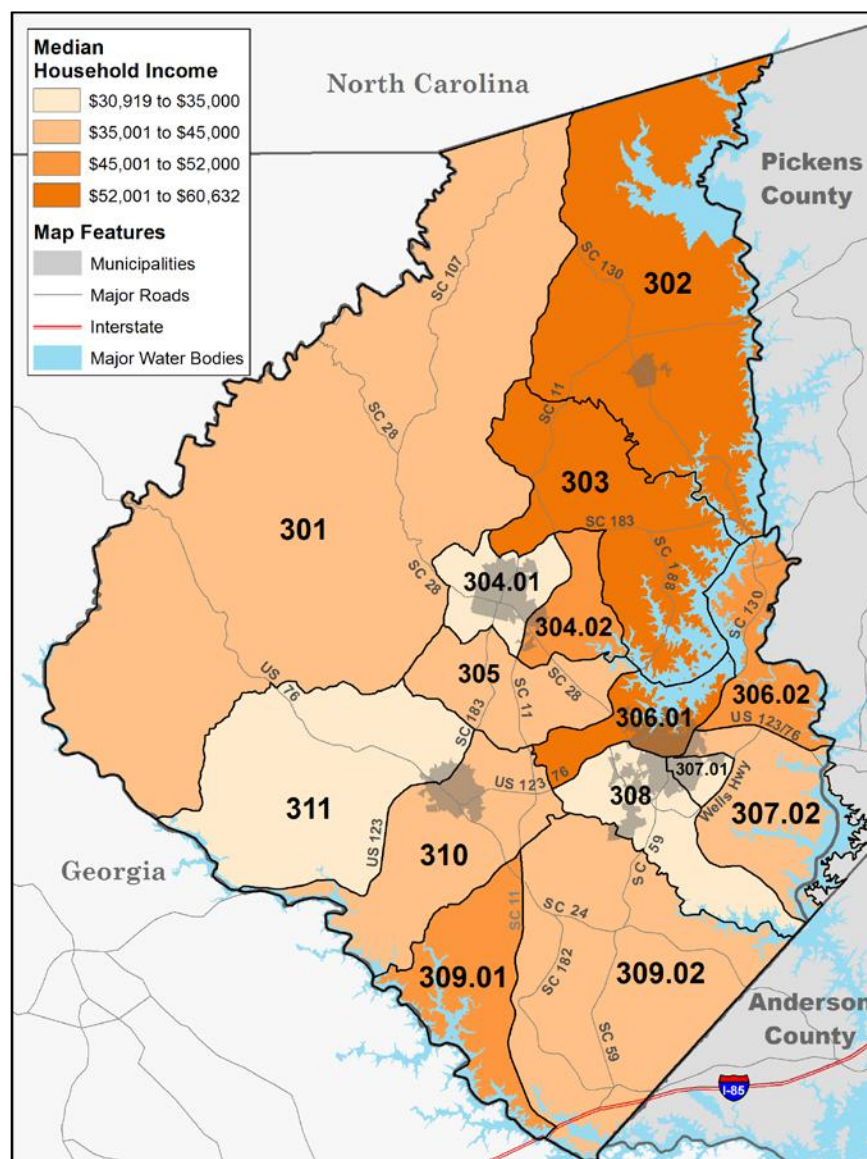 Median
Household Income
$30,919 to $35,000
$35,001 to $45,000
$45,001 to $52,000
$52,001 to $60,632
Map Features
Municipalities
Major Roads
Interstate
Major Water Bodies
North Carolina
Pickens
County
SC 107
SC 130
302
SC 11
SC 28
303
SC 183
301
SC 188
304.01
SC 28
304.02
SC 130
305
SC 28
SC 11
SC 183
US 76
306.01
306.02
US 123/76
307.01
US 123 76
308
Wells Hwy
307.02
311
US 123
310
SC 59
Georgia
SC 11
SC 24
309.01
SC 182
309.02
SC 59
Anderson
County
I-85